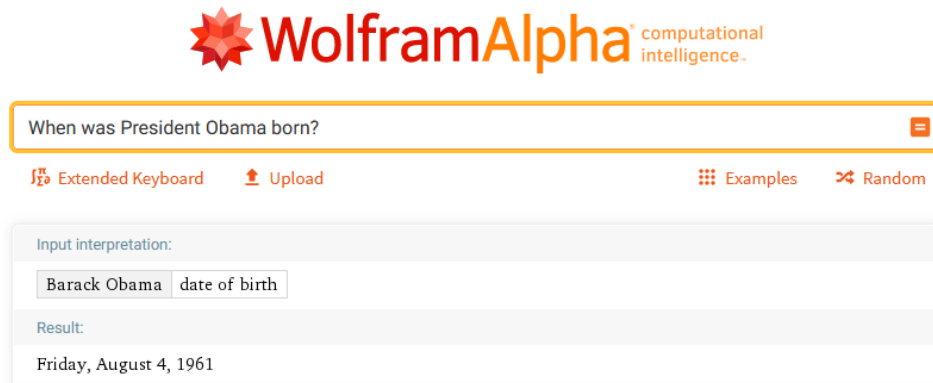 WolframAlpha computational intelligence.
When was President Obama born?
Extended Keyboard Upload Examples Random
Input interpretation:
Barack Obama date of birth
Result:
Friday, August 4, 1961